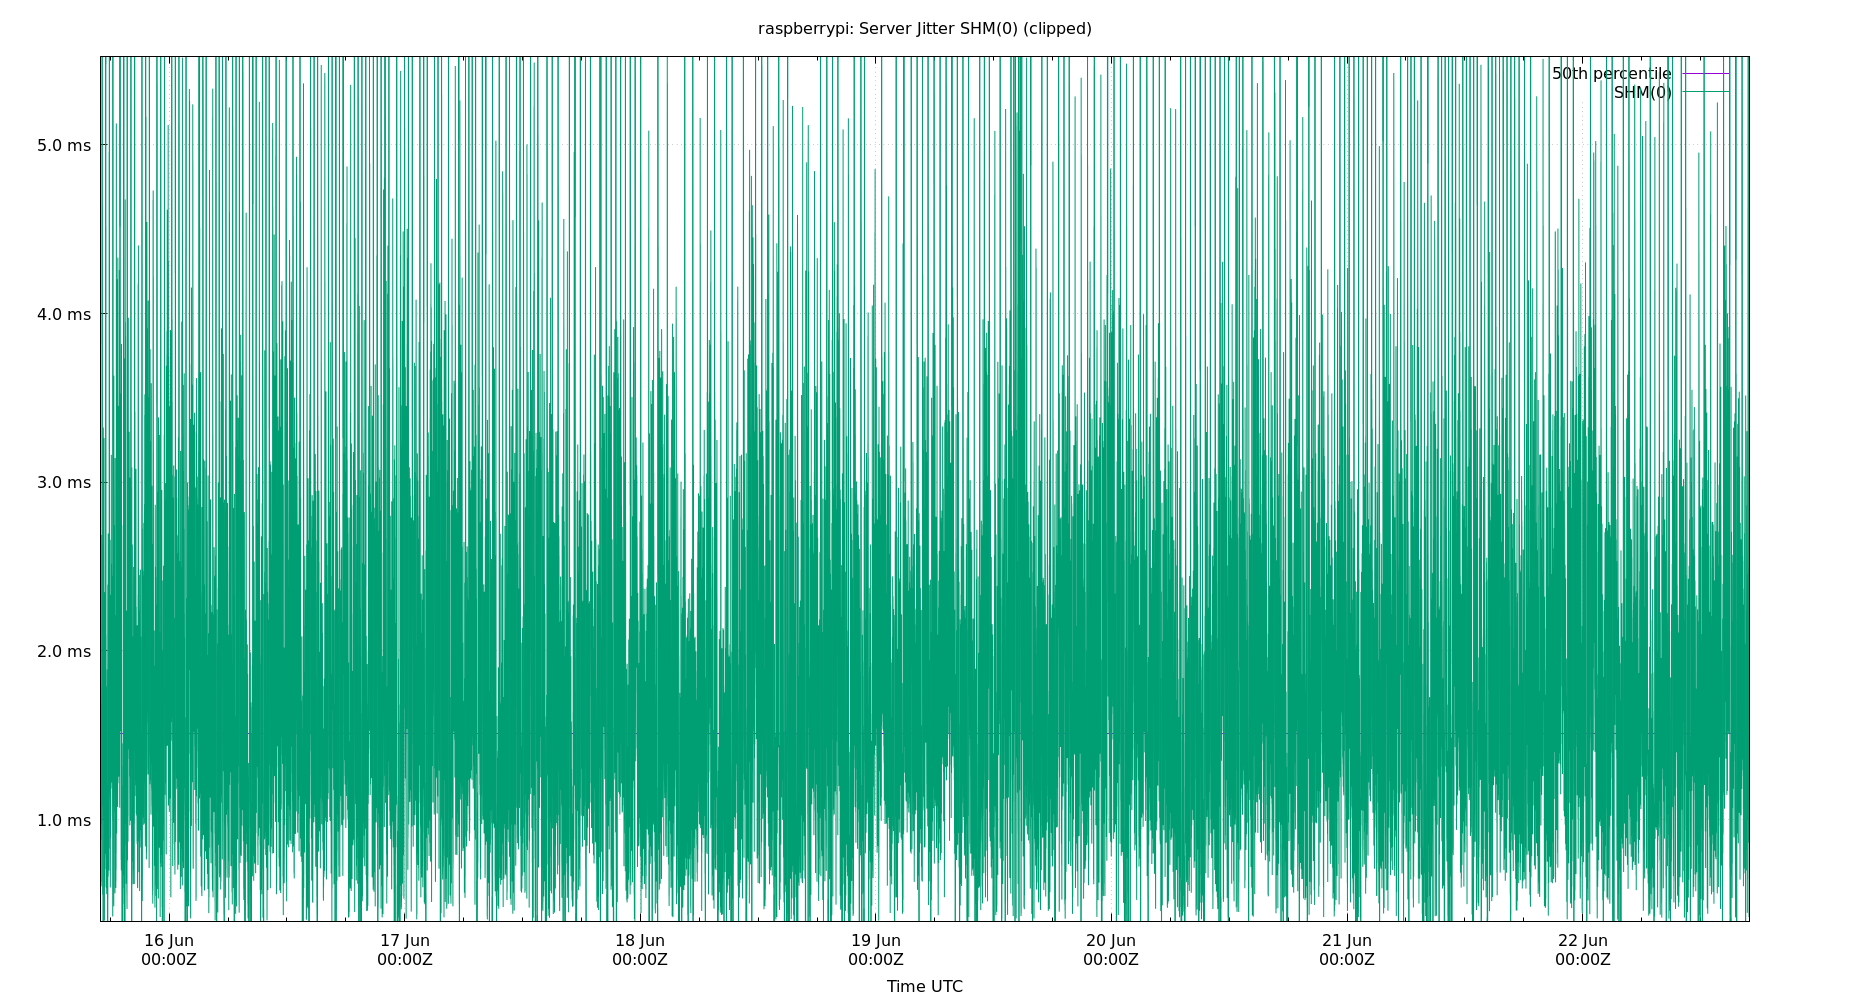 raspberrypi: Server Jitter SHM(0) (clipped)
50th percentile
SHM(0)
5.0 ms
4.0 ms
3.0 ms
2.0 ms
1.0 ms
16 Jun 17 Jun 18 Jun 19 Jun 20 Jun 21 Jun 22 Jun
00:00Z 00:00Z 00:00Z 00:00Z 00:00Z 00:00Z 00:00Z
Time UTC